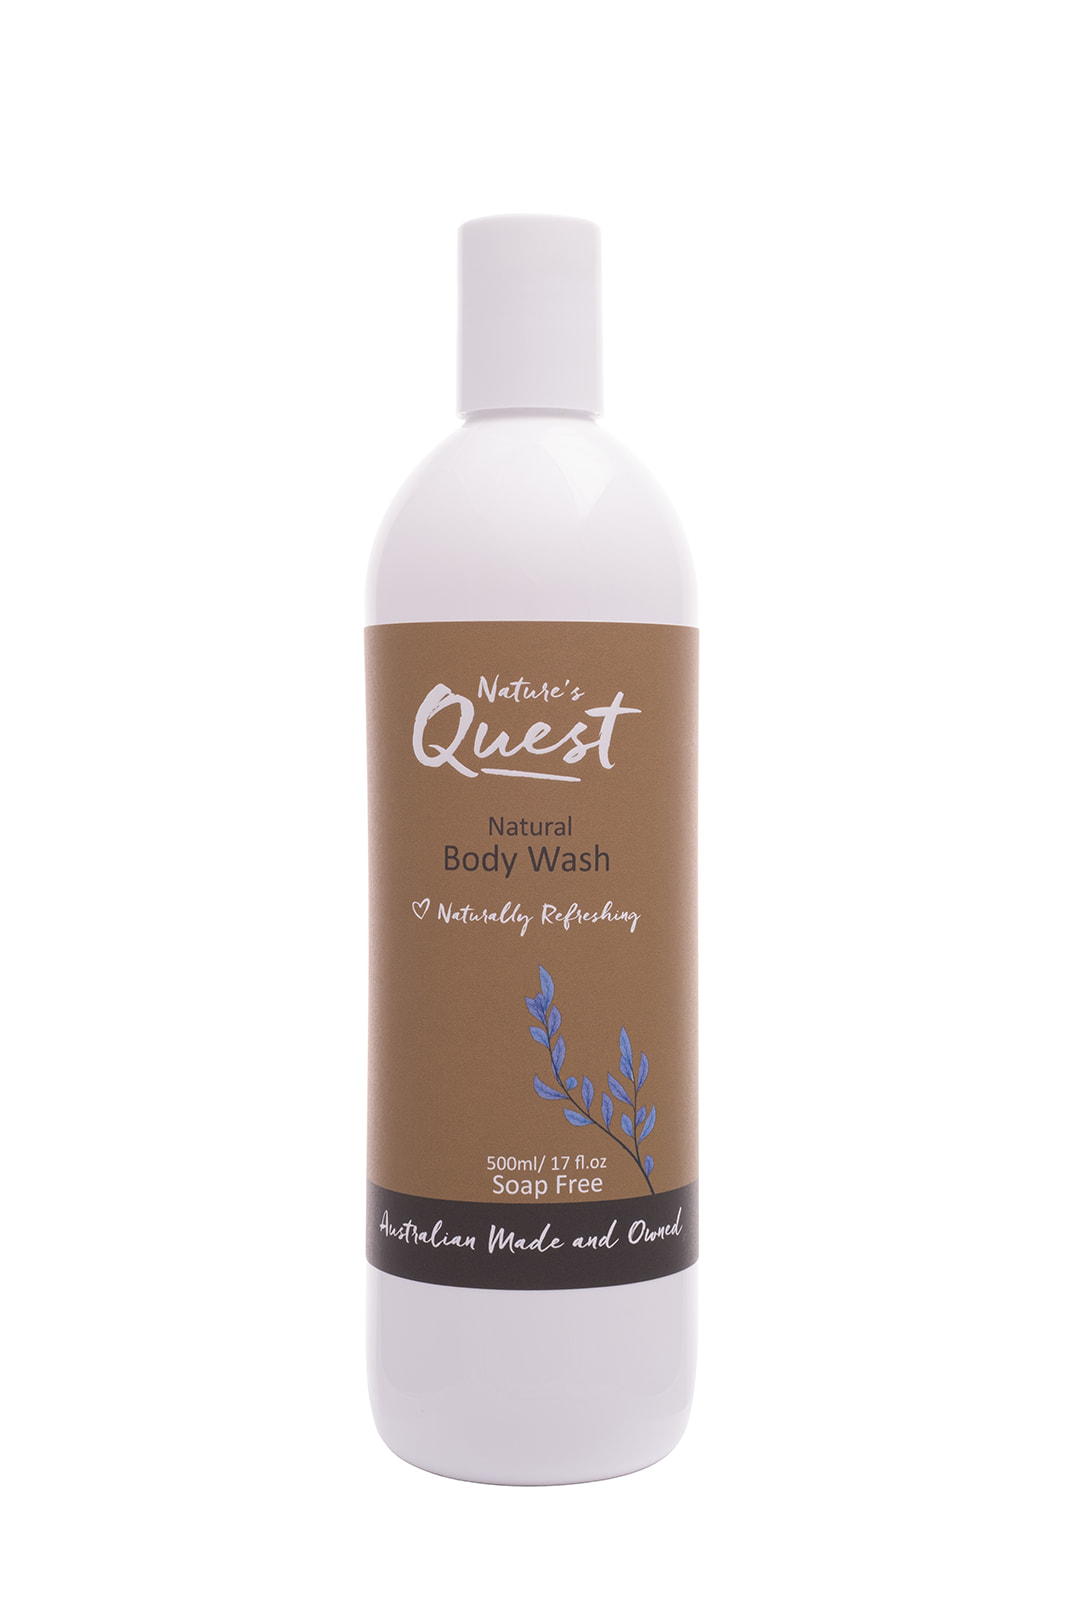 Nature's
Quest
Natural
Body Wash
Naturally Refreshing
500ml/ 17 fl.oz
Soap Free
Australian Made and Owned